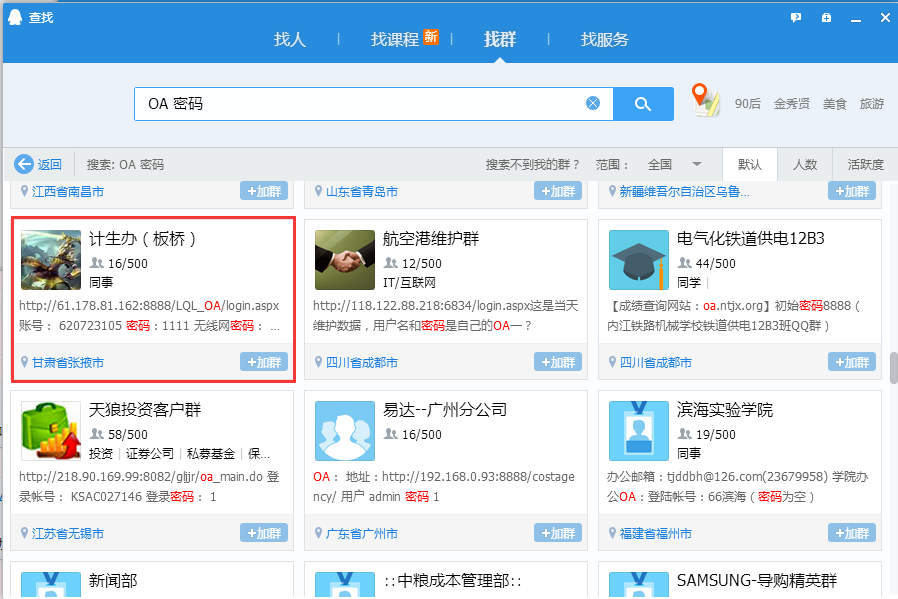 查找
找人 | 找课程 新 | 找群 | 找服务
OA 密码
90后 金秀贤 美食 旅游
返回 搜索: OA 密码 搜索不到我的群？ 范围： 全国 默认 人数 活跃度
江西省南昌市 +加群
山东省青岛市 +加群
新疆维吾尔自治区乌鲁... +加群
计生办（板桥）
16/500
同事
http://61.178.81.162:8888/LQL_OA/login.aspx
账号： 620723105 密码：1111 无线网密码： ...
甘肃省张掖市 +加群
航空港维护群
12/500
IT/互联网
http://118.122.88.218:6834/login.aspx这是当天
维护数据，用户名和密码是自己的OA一？
四川省成都市 +加群
电气化铁道供电12B3
44/500
同学 |
【成绩查询网站：oa.ntjx.org】初始密码8888（
内江铁路机械学校铁道供电12B3班QQ群）
四川省成都市 +加群
天狼投资客户群
58/500
投资 | 证券公司 | 私募基金 | 保...
http://218.90.169.99:8082/gljjr/oa_main.do 登
录帐号： KSAC027146 登录密码： 1
江苏省无锡市 +加群
易达--广州分公司
16/500
OA： 地址：http://192.168.0.93:8888/costage
ncy/ 用户 admin 密码 1
广东省广州市 +加群
滨海实验学院
19/500
同事
办公邮箱：tjddbh@126.com(23679958) 学院办
公OA：登陆帐号：66滨海（密码为空）
福建省福州市 +加群
新闻部
::中粮成本管理部::
SAMSUNG-导购精英群